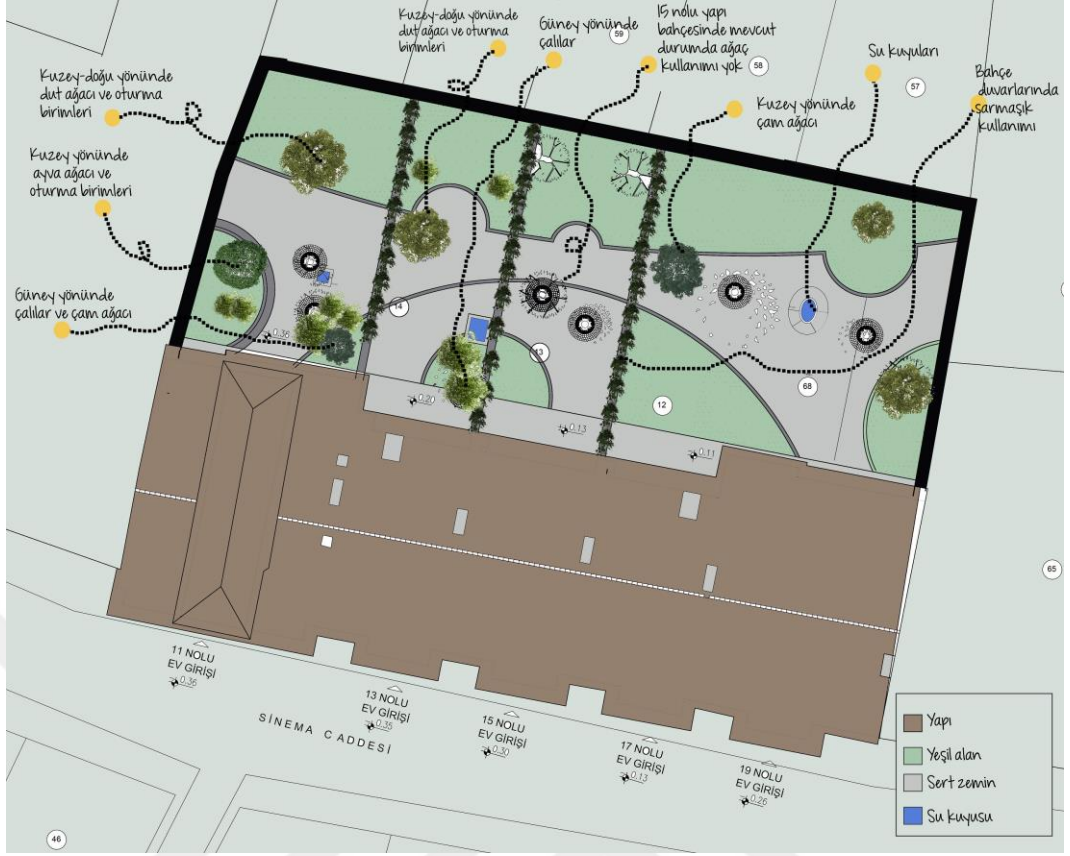 Kuzey-doğu yönünde
dut ağacı ve oturma
birimleri
Güney yönünde
çalılar
15 nolu yapı
bahçesinde mevcut
durumda ağaç
kullanımı yok
59
58
Su kuyuları
57
Bahçe
duvarlarında
sarmaşık
kullanımı
Kuzey-doğu yönünde
dut ağacı ve oturma
birimleri
Kuzey yönünde
çam ağacı
Kuzey yönünde
ayva ağacı ve
oturma birimleri
Güney yönünde
çalılar ve çam ağacı
14
13
12
68
0.36
0.20
0.13
0.11
65
11 NOLU
EV GİRİŞİ
0.36
13 NOLU
EV GİRİŞİ
0.35
15 NOLU
EV GİRİŞİ
0.30
17 NOLU
EV GİRİŞİ
0.13
19 NOLU
EV GİRİŞİ
0.26
SİNEMA CADDESİ
46
Yapı
Yeşil alan
Sert zemin
Su kuyusu